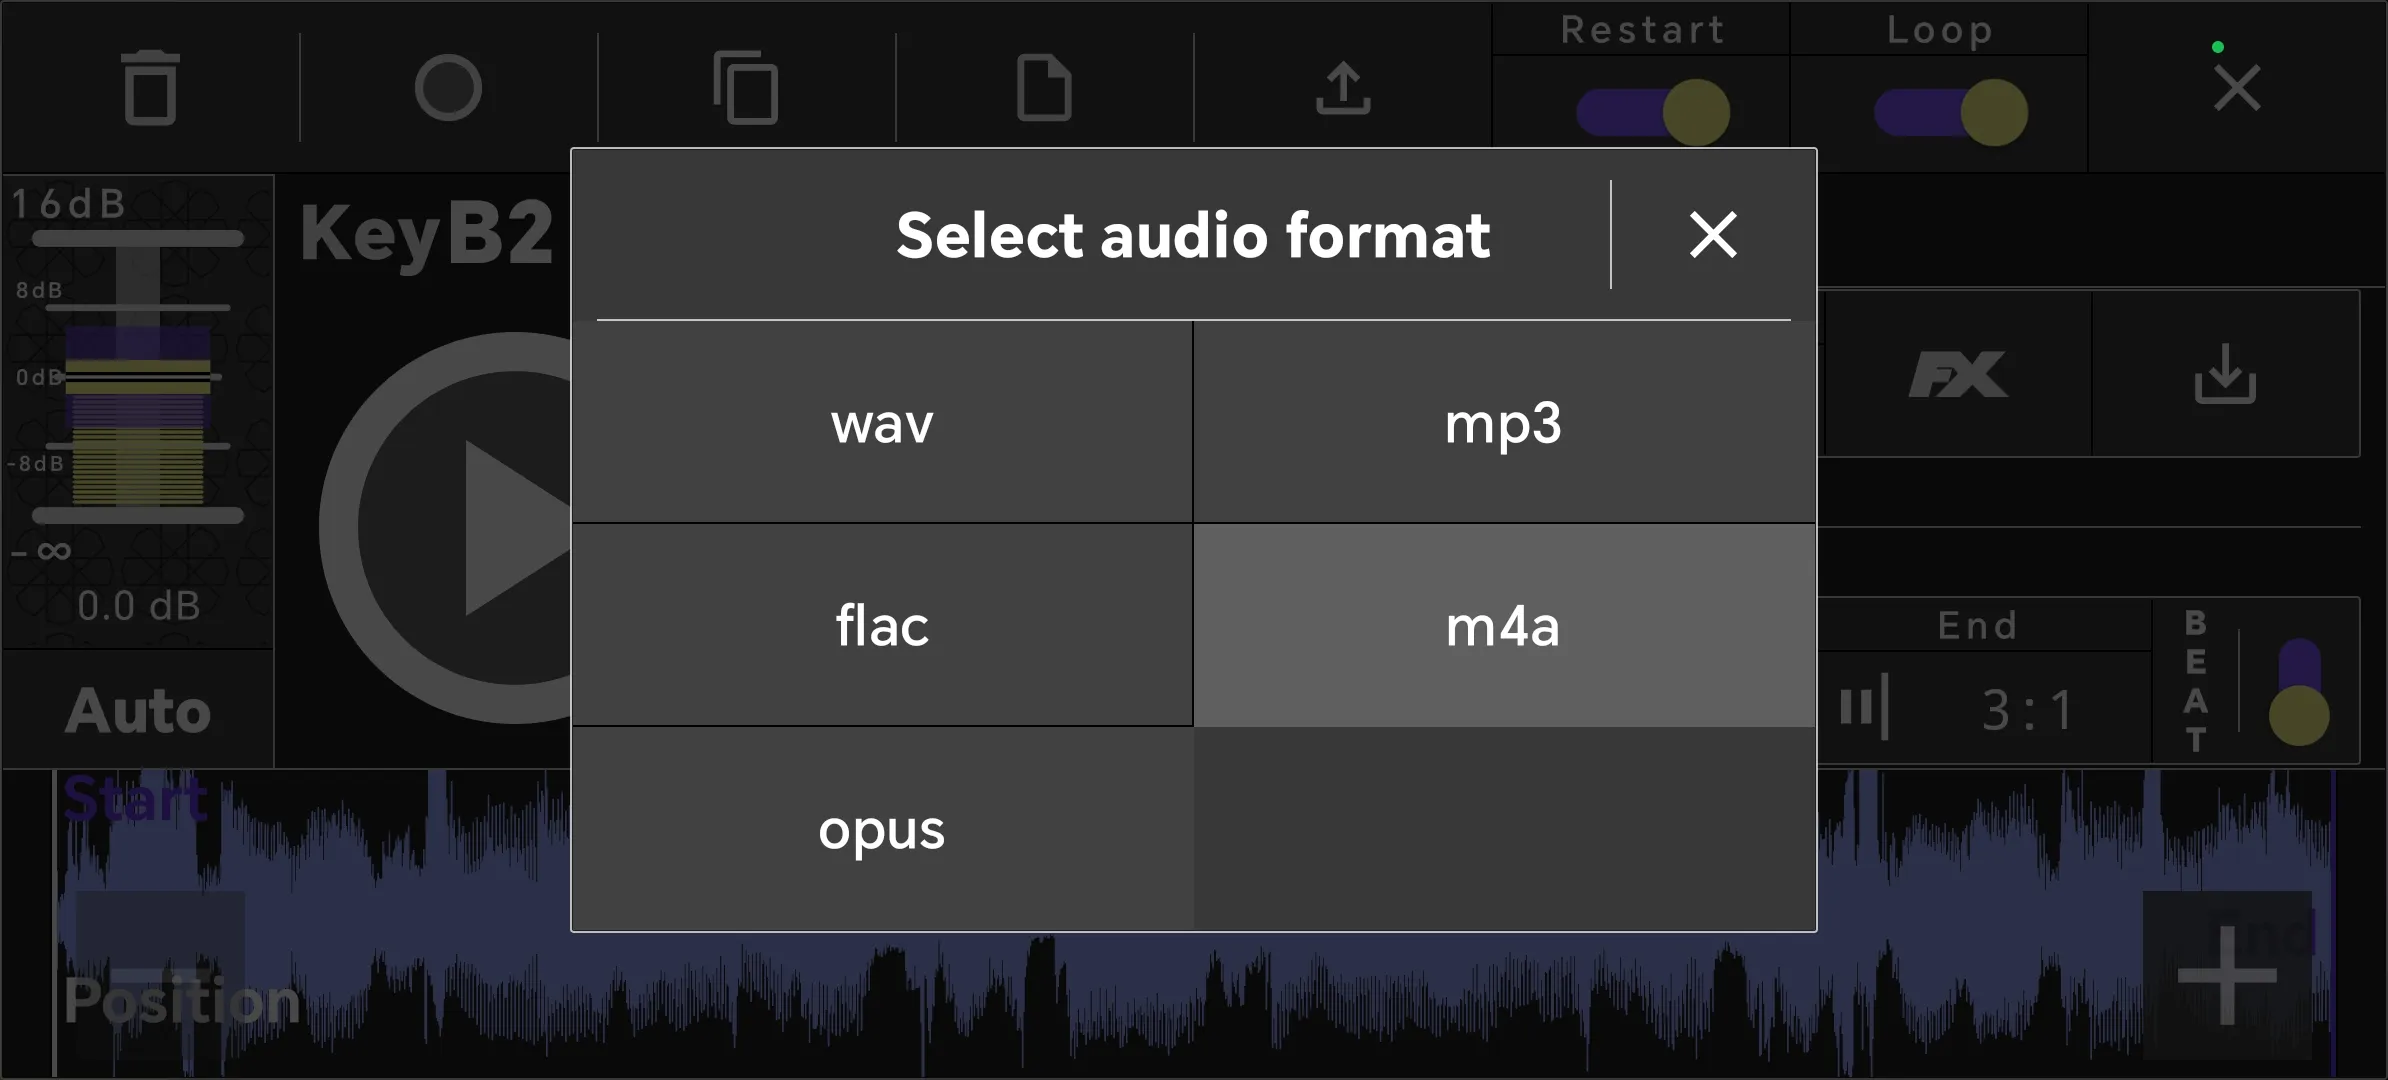 Restart
Loop
16dB
8dB
0dB
-8dB
- ∞
0.0 dB
Auto
KeyB2
Select audio format
wav
mp3
flac
m4a
opus
FX
End
3:1
BEAT
Start
Position
End